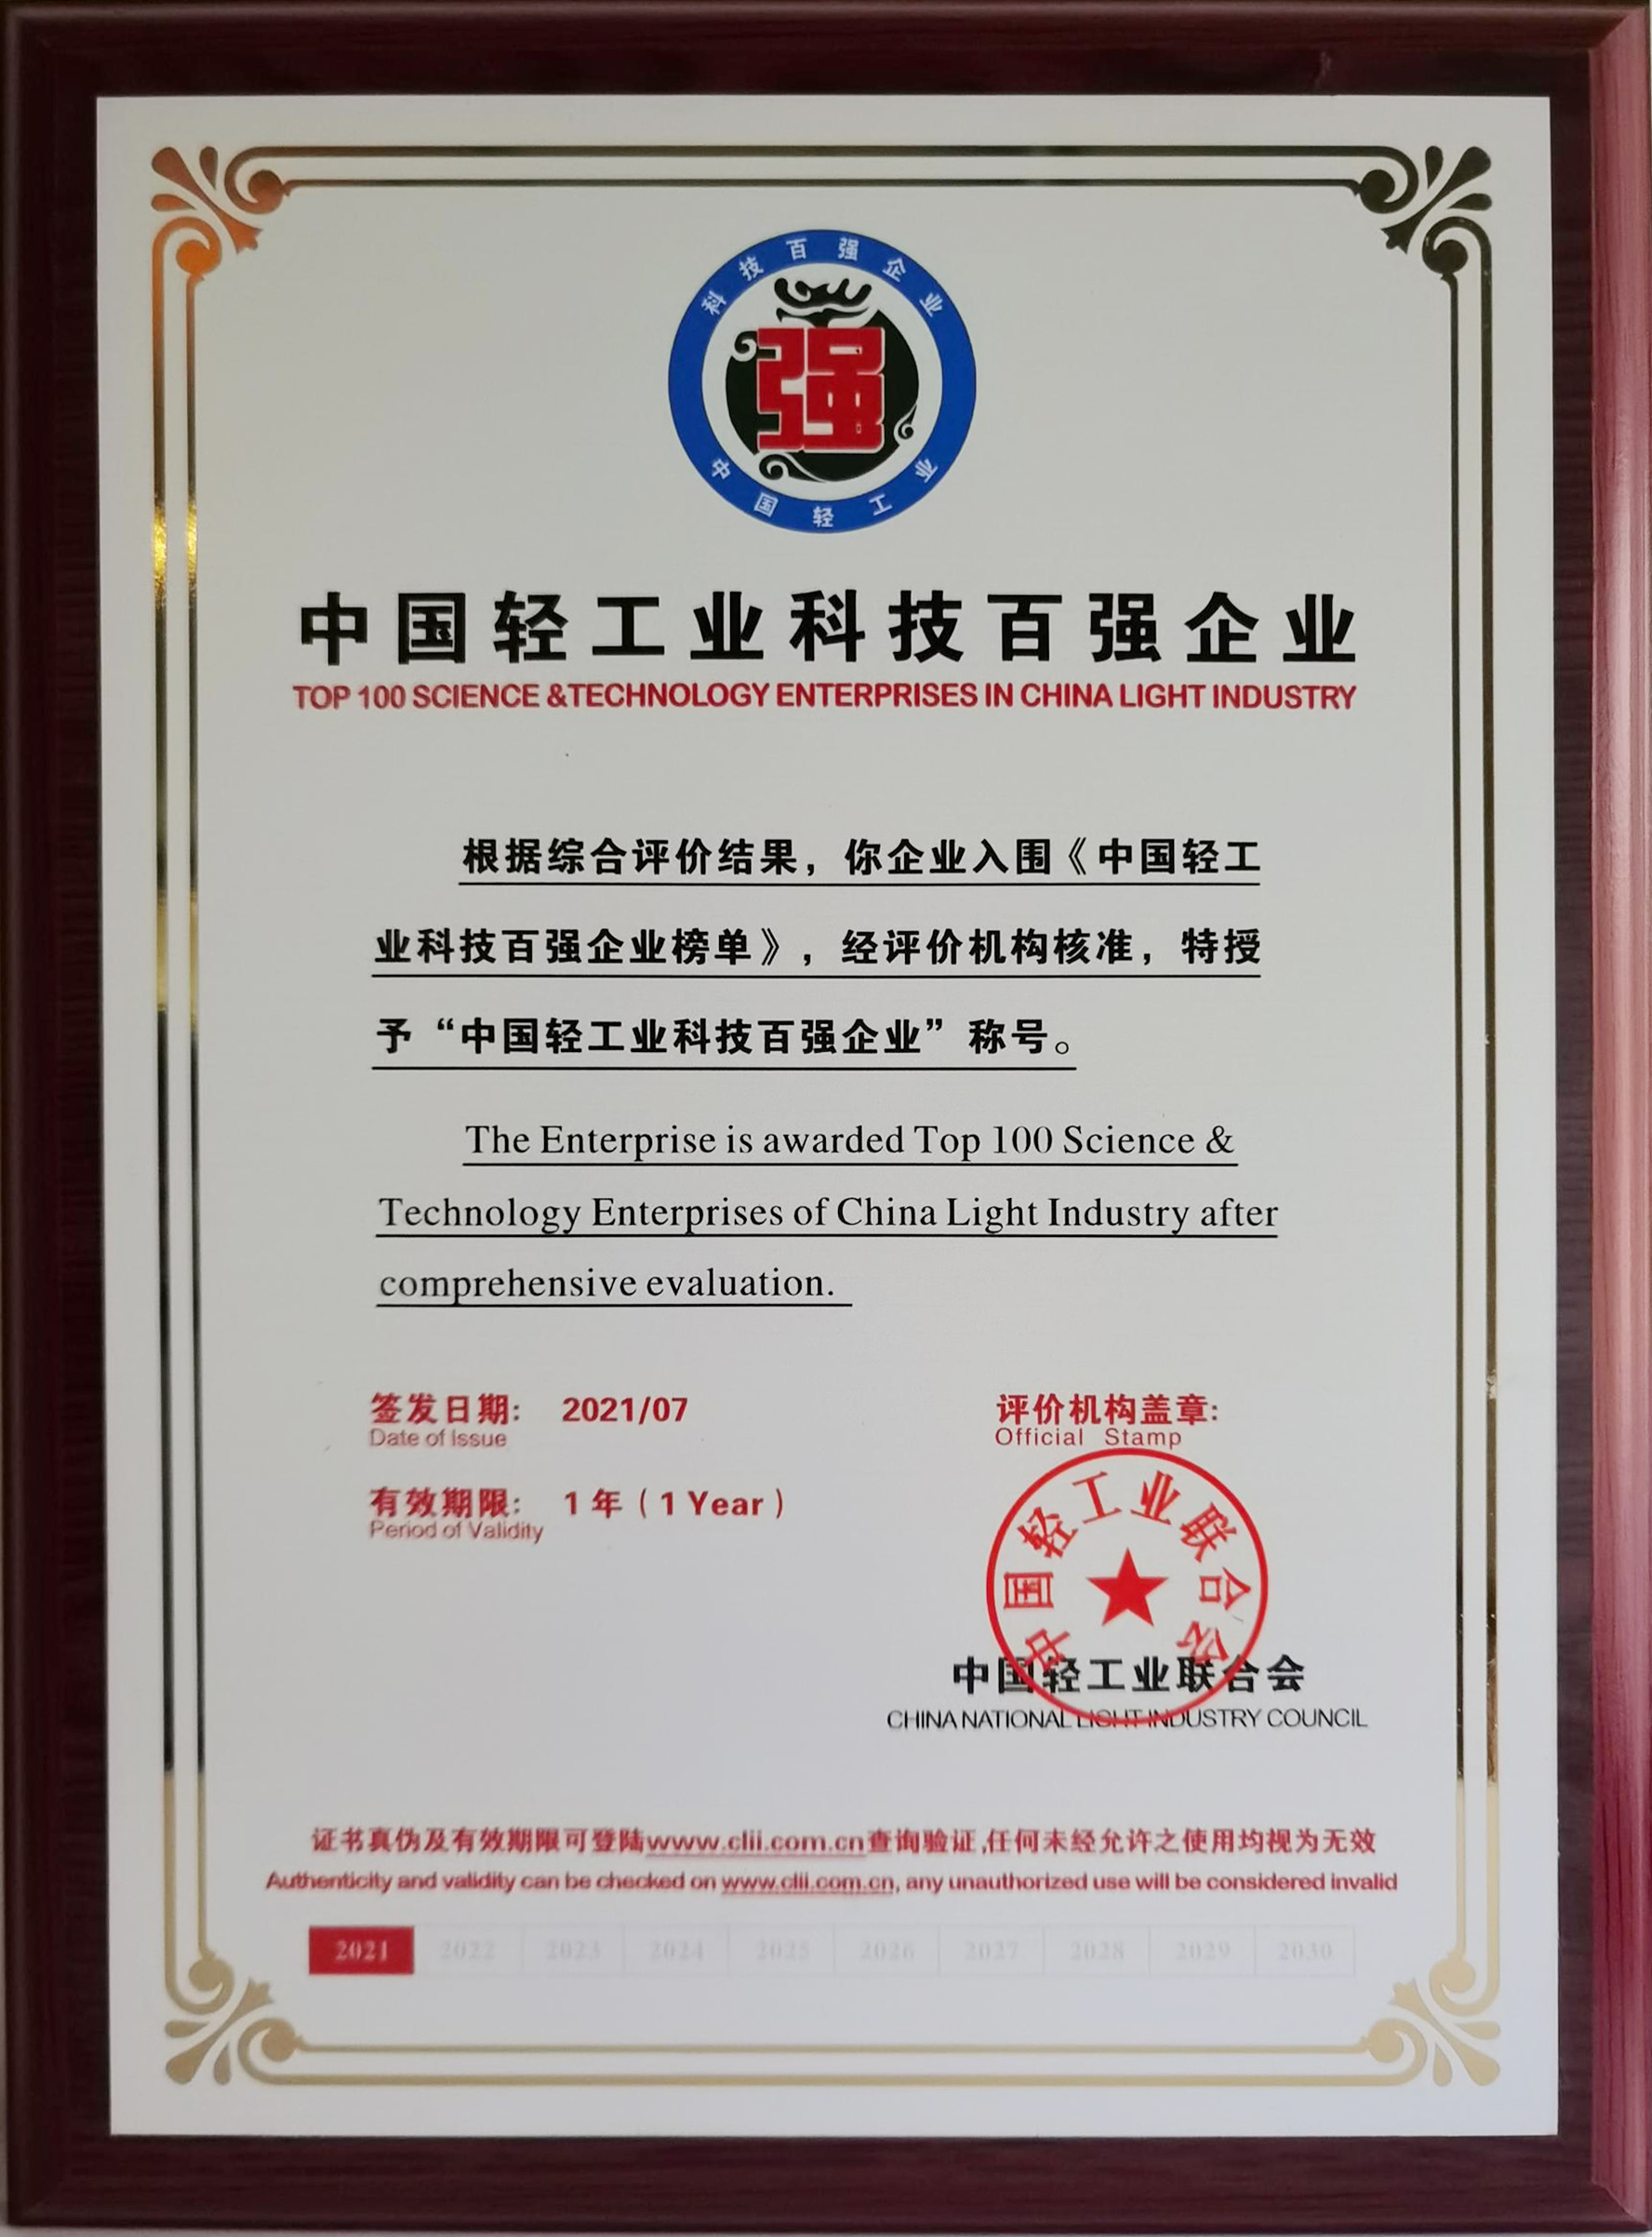 科技百强企业
强
中国轻工业
中国轻工业科技百强企业
TOP 100 SCIENCE &TECHNOLOGY ENTERPRISES IN CHINA LIGHT INDUSTRY
根据综合评价结果，你企业入围《中国轻工
业科技百强企业榜单》，经评价机构核准，特授
予“中国轻工业科技百强企业”称号。
The Enterprise is awarded Top 100 Science &
Technology Enterprises of China Light Industry after
comprehensive evaluation.
签发日期: 2021/07
Date of Issue
有效期限: 1 年（1 Year）
Period of Validity
评价机构盖章:
Official Stamp
中国轻工业联合会
中国轻工业联合会
CHINA NATIONAL LIGHT INDUSTRY COUNCIL
证书真伪及有效期限可登陆www.clii.com.cn查询验证,任何未经允许之使用均视为无效
Authenticity and validity can be checked on www.clii.com.cn, any unauthorized use will be considered invalid
2021 2022 2023 2024 2025 2026 2027 2028 2029 2030